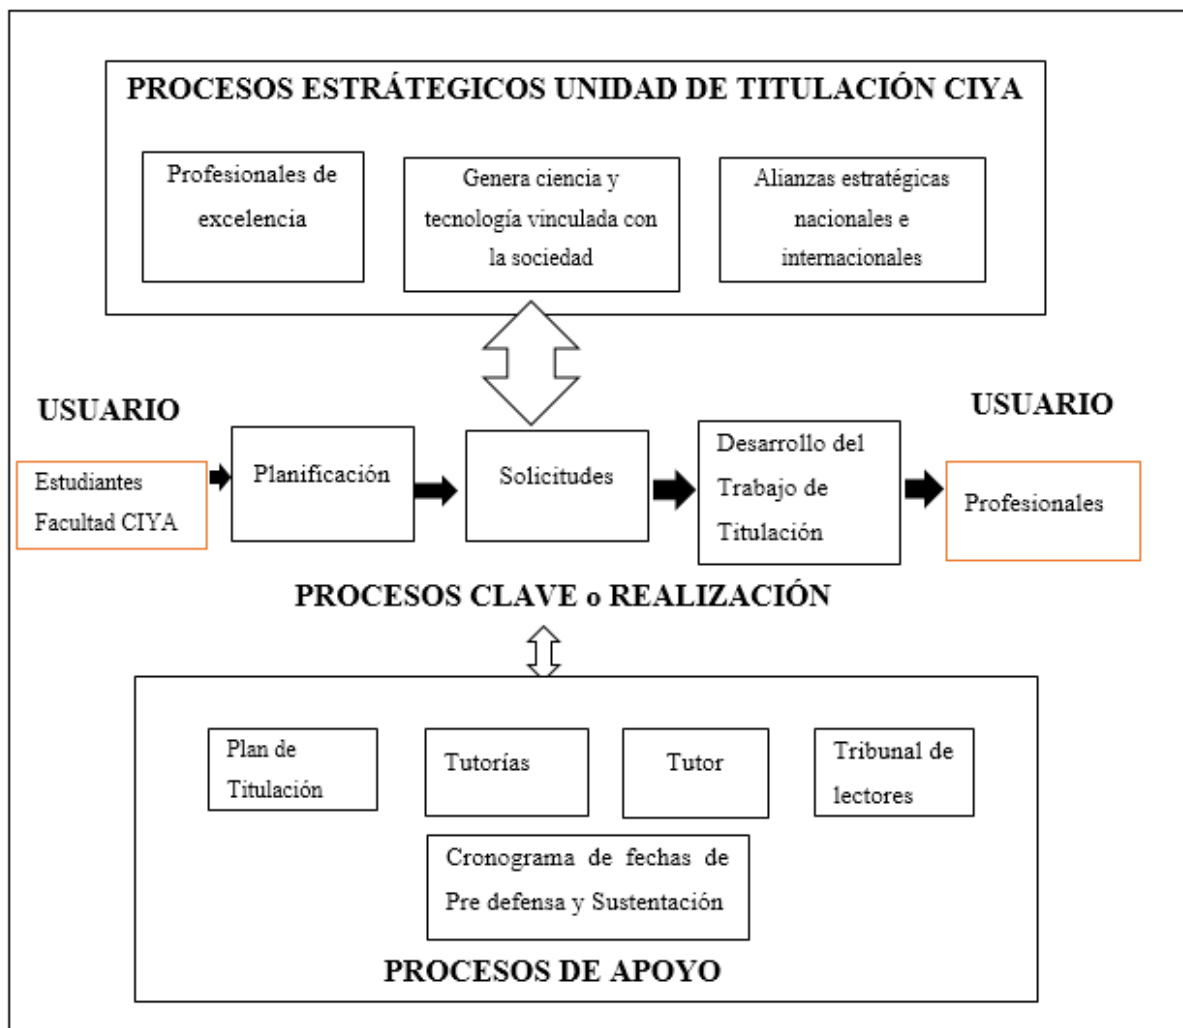 PROCESOS ESTRÁTEGICOS UNIDAD DE TITULACIÓN CIYA
Profesionales de
excelencia
Genera ciencia y
tecnología vinculada con
la sociedad
Alianzas estratégicas
nacionales e
internacionales
USUARIO
Estudiantes
Facultad CIYA
Planificación
Solicitudes
Desarrollo del
Trabajo de
Titulación
USUARIO
Profesionales
PROCESOS CLAVE o REALIZACIÓN
Plan de
Titulación
Tutorías
Tutor
Tribunal de
lectores
Cronograma de fechas de
Pre defensa y Sustentación
PROCESOS DE APOYO